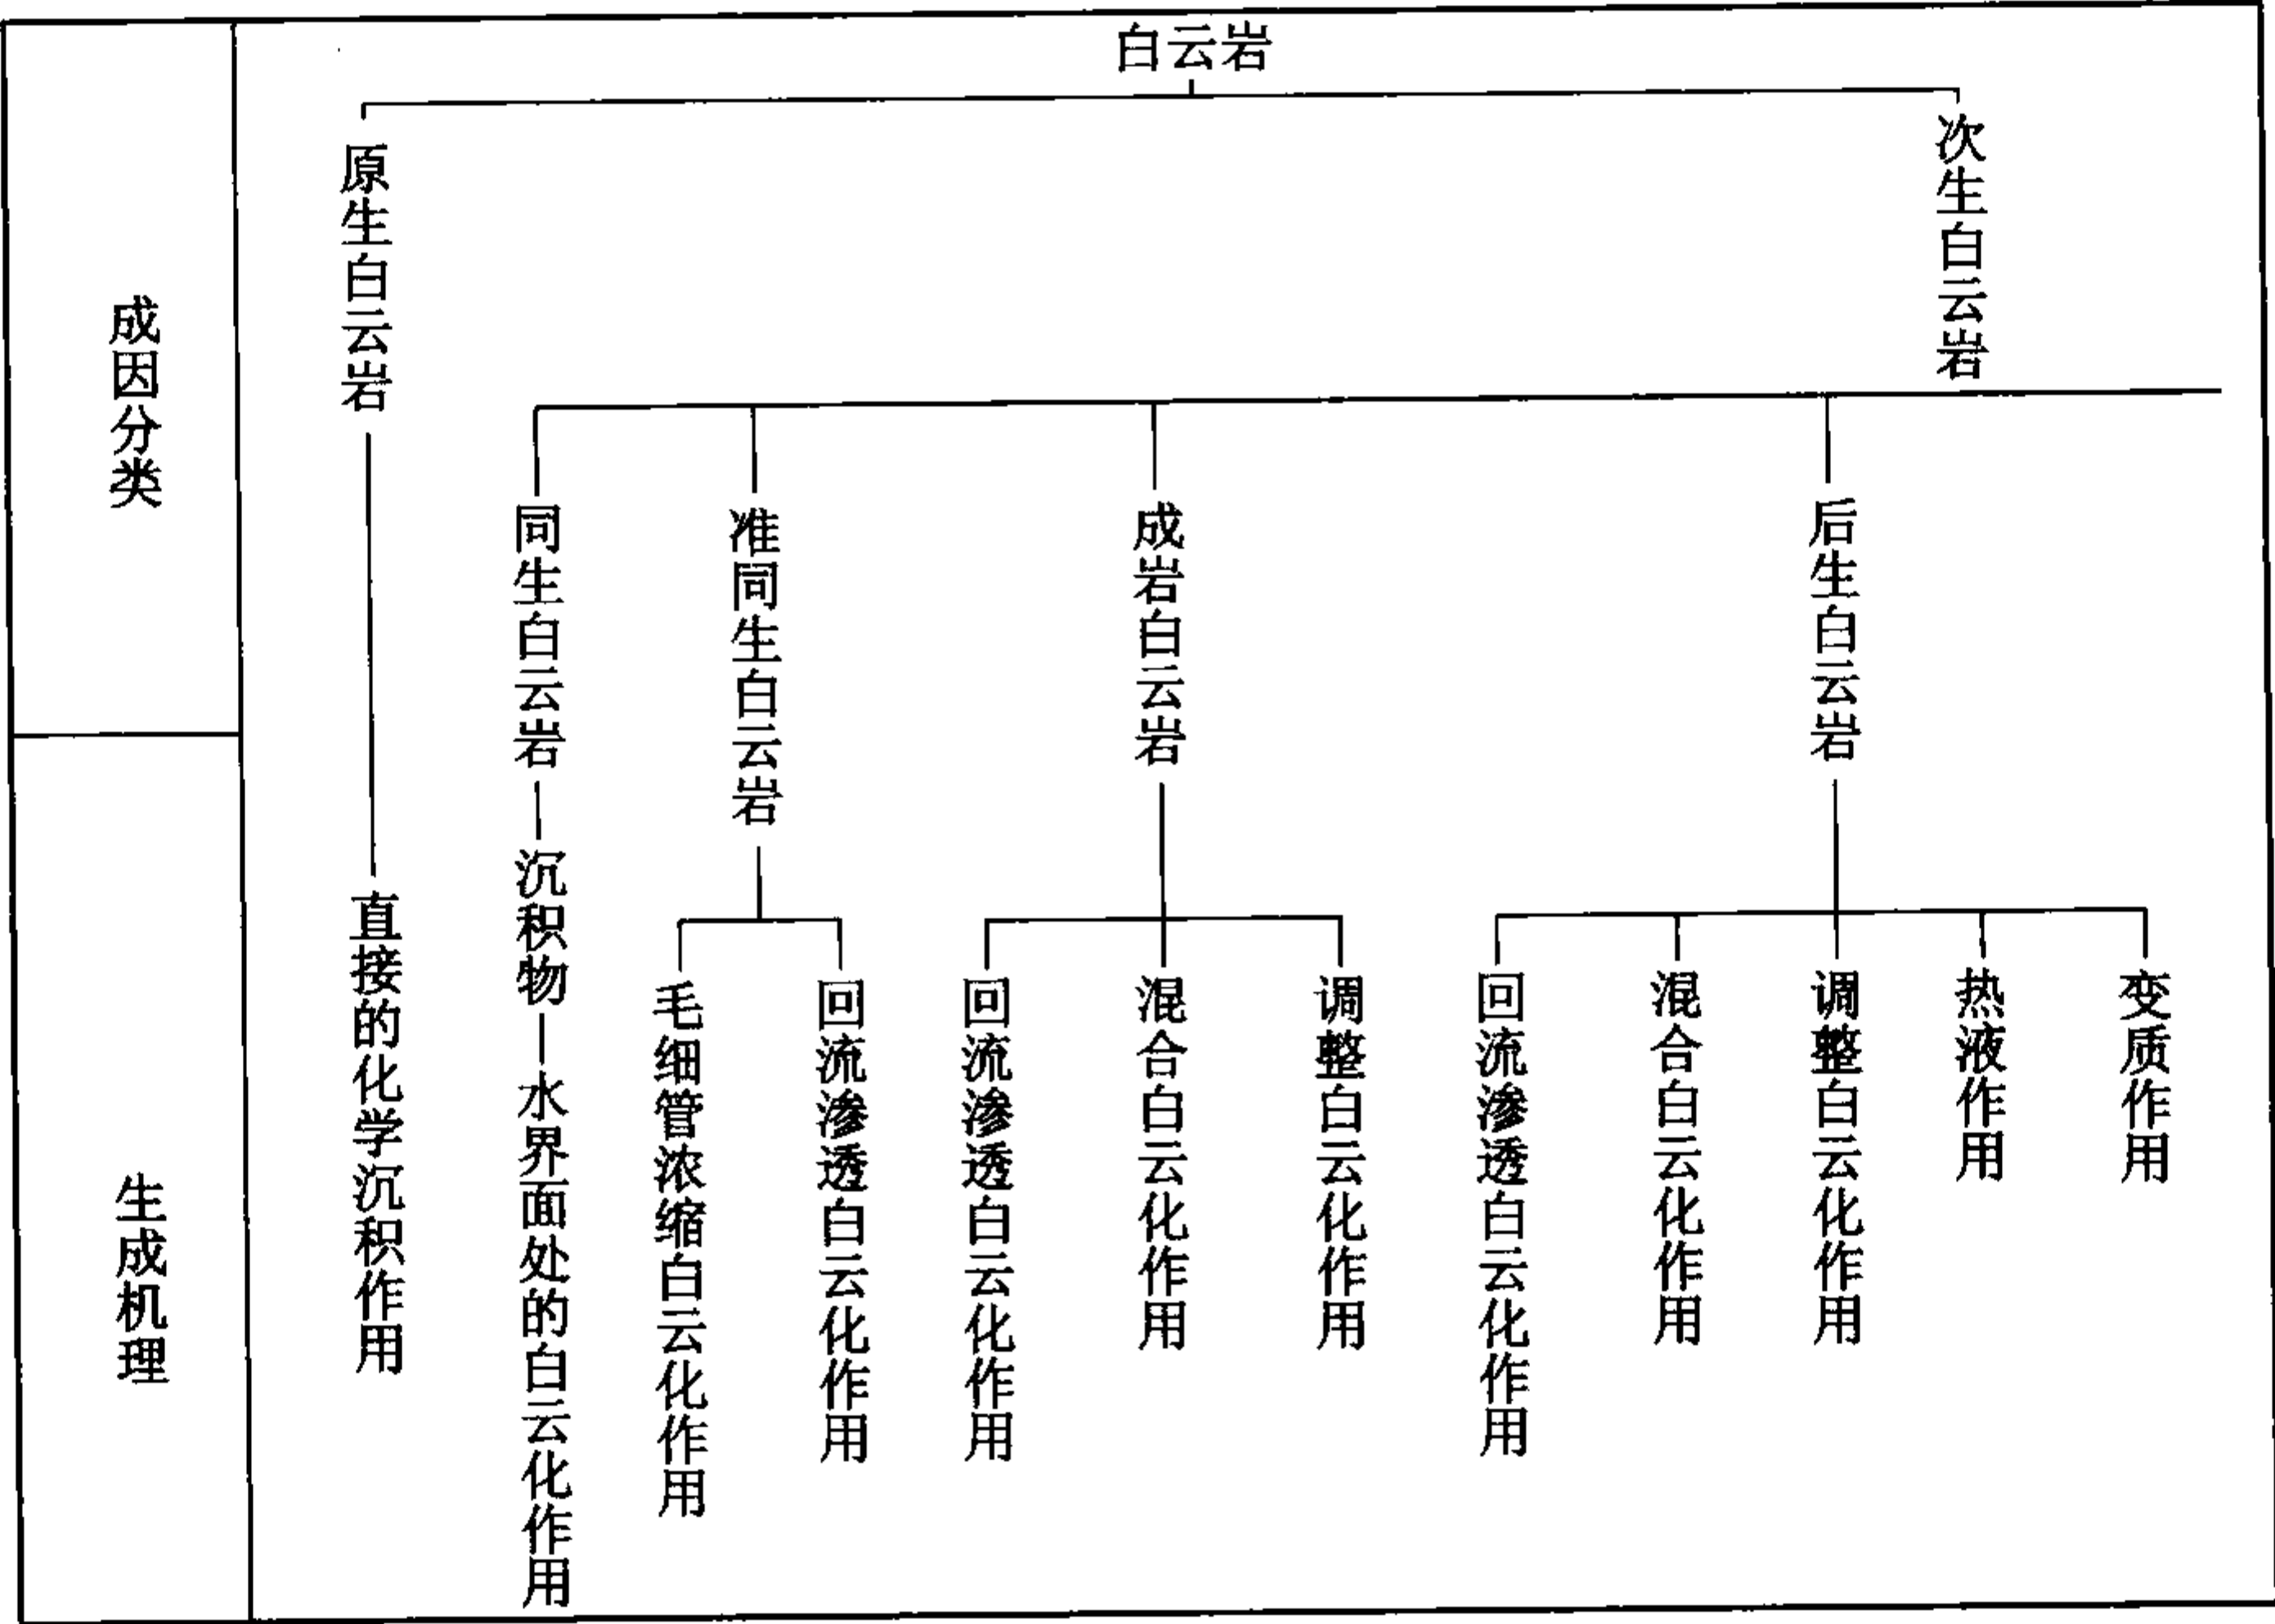 白云岩
成因分类
原生白云岩
次生白云岩
同生白云岩
准同生白云岩
成岩白云岩
后生白云岩
生成机理
直接的化学沉积作用
沉积物—水界面处的白云化作用
毛细管浓缩白云化作用
回流渗透白云化作用
回流渗透白云化作用
混合白云化作用
调整白云化作用
回流渗透白云化作用
混合白云化作用
调整白云化作用
热液作用
变质作用